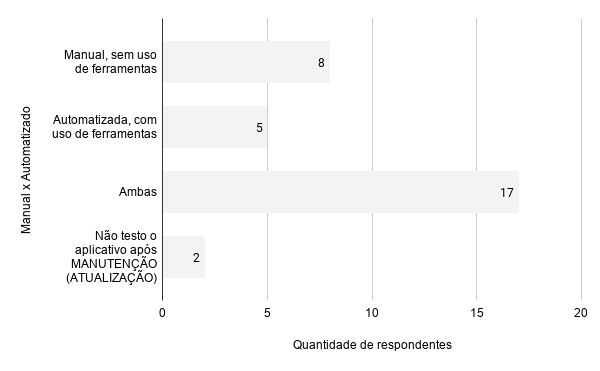 Manual x Automatizado
Manual, sem uso
de ferramentas
8
Automatizada, com
uso de ferramentas
5
Ambas
17
Não testo o
aplicativo após
MANUTENÇÃO
(ATUALIZAÇÃO)
2
0
5
10
15
20
Quantidade de respondentes